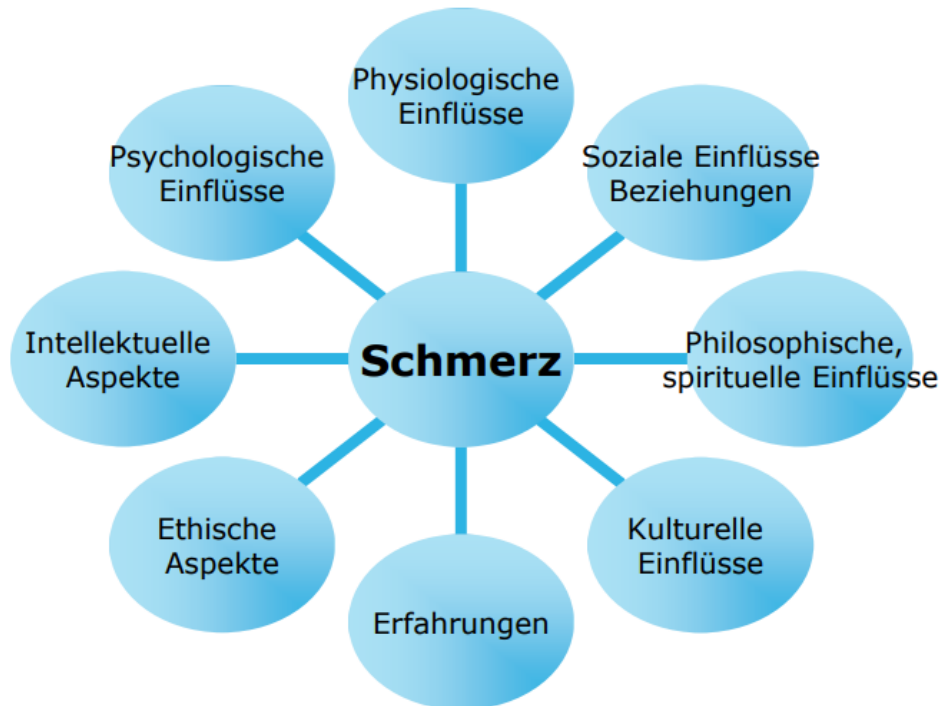 Physiologische
Einflüsse
Soziale Einflüsse
Beziehungen
Philosophische,
spirituelle Einflüsse
Kulturelle
Einflüsse
Erfahrungen
Ethische
Aspekte
Intellektuelle
Aspekte
Psychologische
Einflüsse
Schmerz